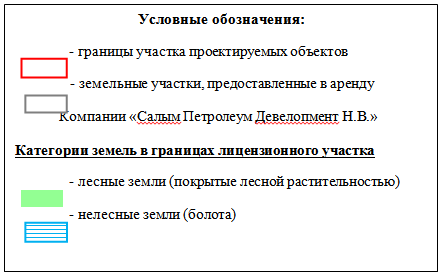 Условные обозначения:
- границы участка проектируемых объектов
- земельные участки, предоставленные в аренду
Компании «Салым Петролеум Девелопмент Н.В.»
Категории земель в границах лицензионного участка
- лесные земли (покрытые лесной растительностью)
- нелесные земли (болота)